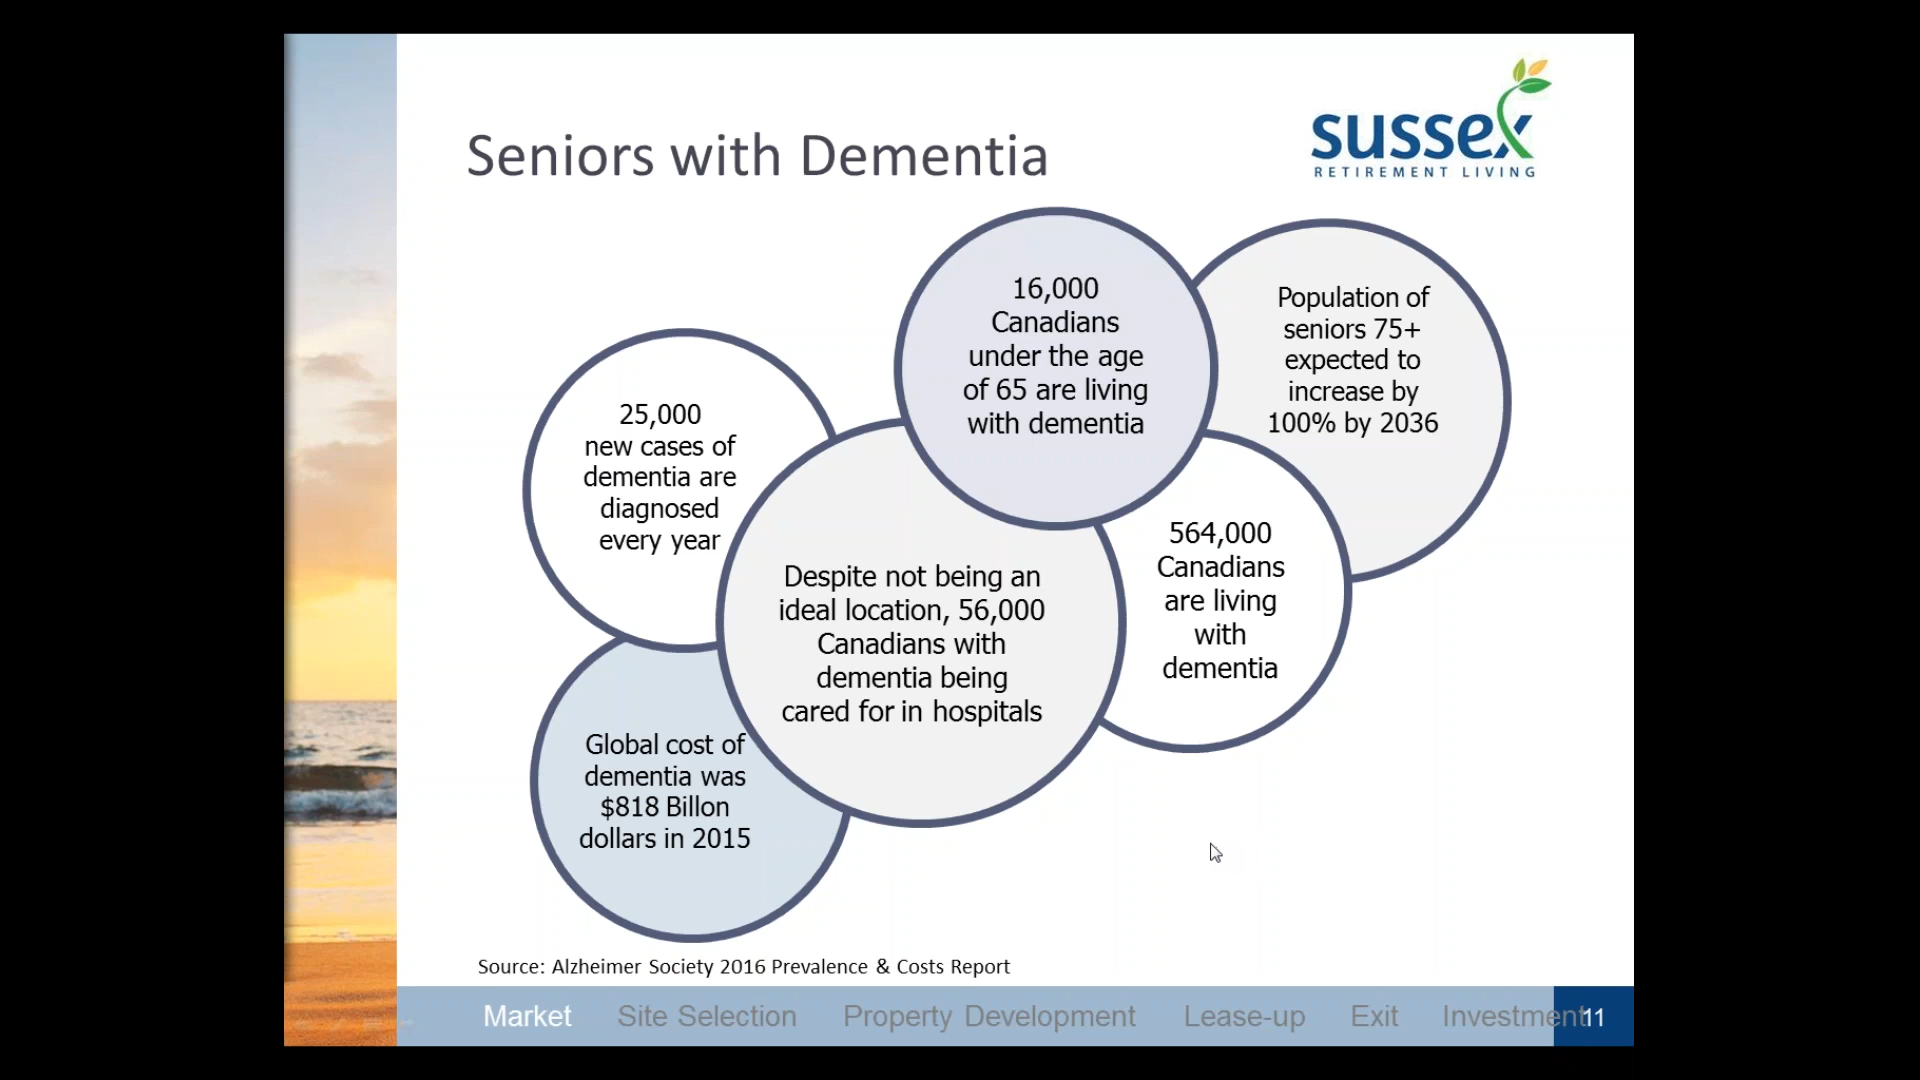 Seniors with Dementia
sussex
RETIREMENT LIVING
16,000
Canadians
under the age
of 65 are living
with dementia
Population of
seniors 75+
expected to
increase by
100% by 2036
25,000
new cases of
dementia are
diagnosed
every year
Despite not being an
ideal location, 56,000
Canadians with
dementia being
cared for in hospitals
564,000
Canadians
are living
with
dementia
Global cost of
dementia was
$818 Billon
dollars in 2015
Source: Alzheimer Society 2016 Prevalence & Costs Report
Market Site Selection Property Development Lease-up Exit Investment 11